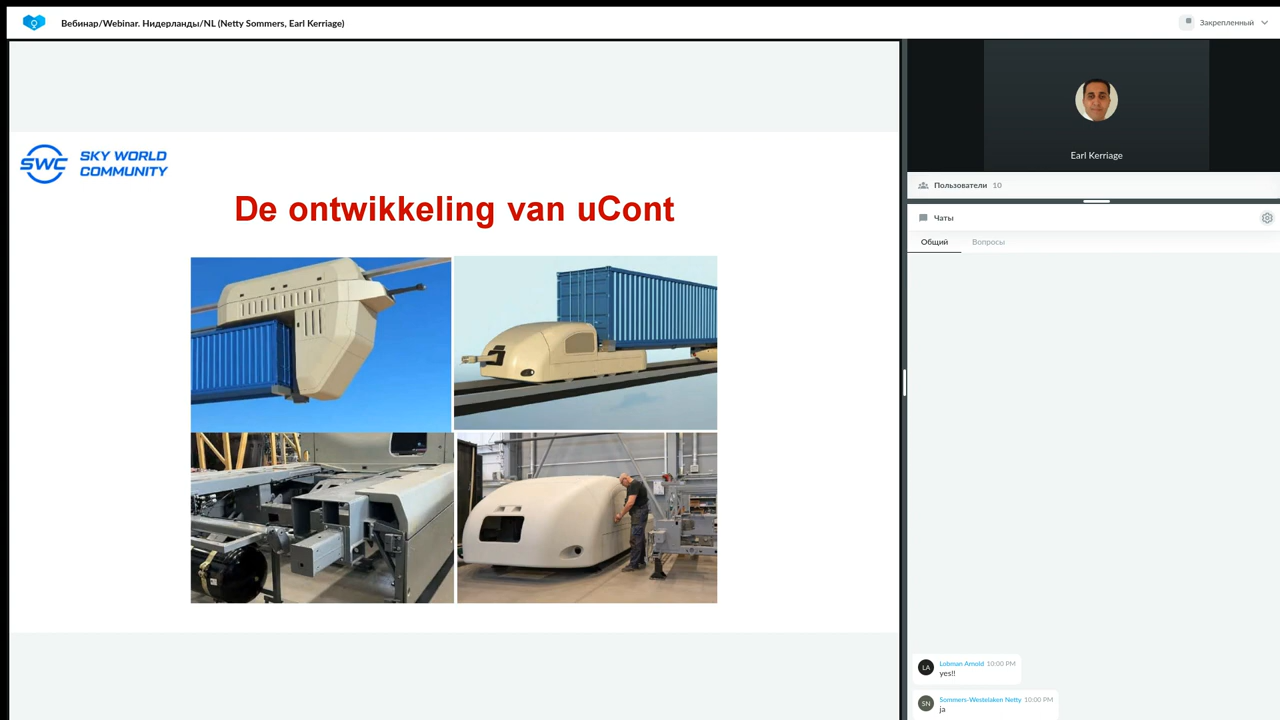 Вебинар/Webinar. Нидерланды/NL (Netty Sommers, Earl Kerriage)
Закрепленный
SWC SKY WORLD
COMMUNITY
De ontwikkeling van uCont
Earl Kerriage
Пользователи 10
Чаты
Общий Вопросы
LA Lobman Arnold 10:00 PM
yes!!
SN Sommers-Westelaken Netty 10:00 PM
ja